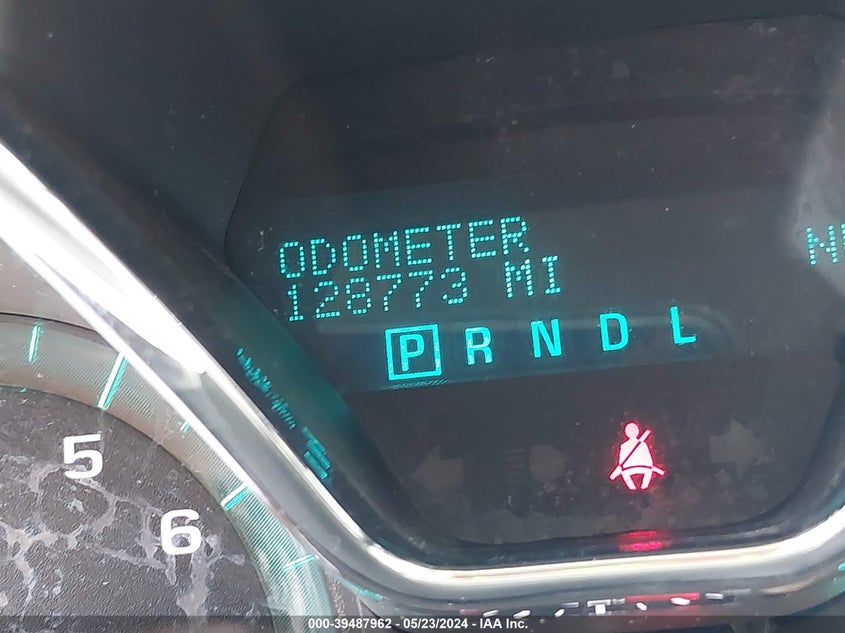 ODOMETER
128773 MI
P R N D L
5
6
000-39487962 - 05/23/2024 - IAA Inc.